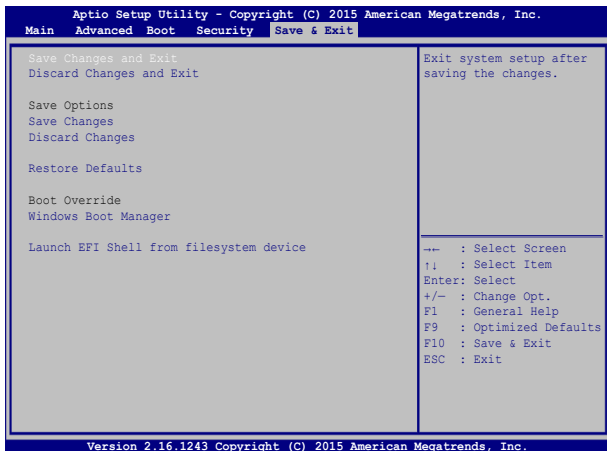 Aptio Setup Utility - Copyright (C) 2015 American Megatrends, Inc.
Main Advanced Boot Security Save & Exit
Save Changes and Exit
Discard Changes and Exit
Save Options
Save Changes
Discard Changes
Restore Defaults
Boot Override
Windows Boot Manager
Launch EFI Shell from filesystem device
Exit system setup after
saving the changes.
→← : Select Screen
↑↓ : Select Item
Enter: Select
+/— : Change Opt.
F1 : General Help
F9 : Optimized Defaults
F10 : Save & Exit
ESC : Exit
Version 2.16.1243 Copyright (C) 2015 American Megatrends, Inc.